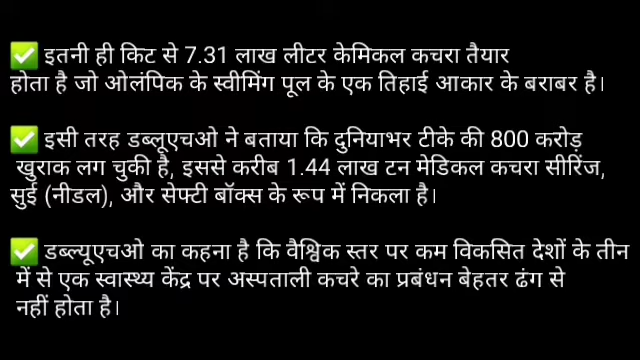 ✅ इतनी ही किट से 7.31 लाख लीटर केमिकल कचरा तैयार
होता है जो ओलंपिक के स्वीमिंग पूल के एक तिहाई आकार के बराबर है।
✅ इसी तरह डब्लूएचओ ने बताया कि दुनियाभर टीके की 800 करोड़
खुराक लग चुकी है, इससे करीब 1.44 लाख टन मेडिकल कचरा सीरिंज,
सुई (नीडल), और सेफ्टी बॉक्स के रूप में निकला है।
✅ डब्ल्यूएचओ का कहना है कि वैश्विक स्तर पर कम विकसित देशों के तीन
में से एक स्वास्थ्य केंद्र पर अस्पताली कचरे का प्रबंधन बेहतर ढंग से
नहीं होता है।